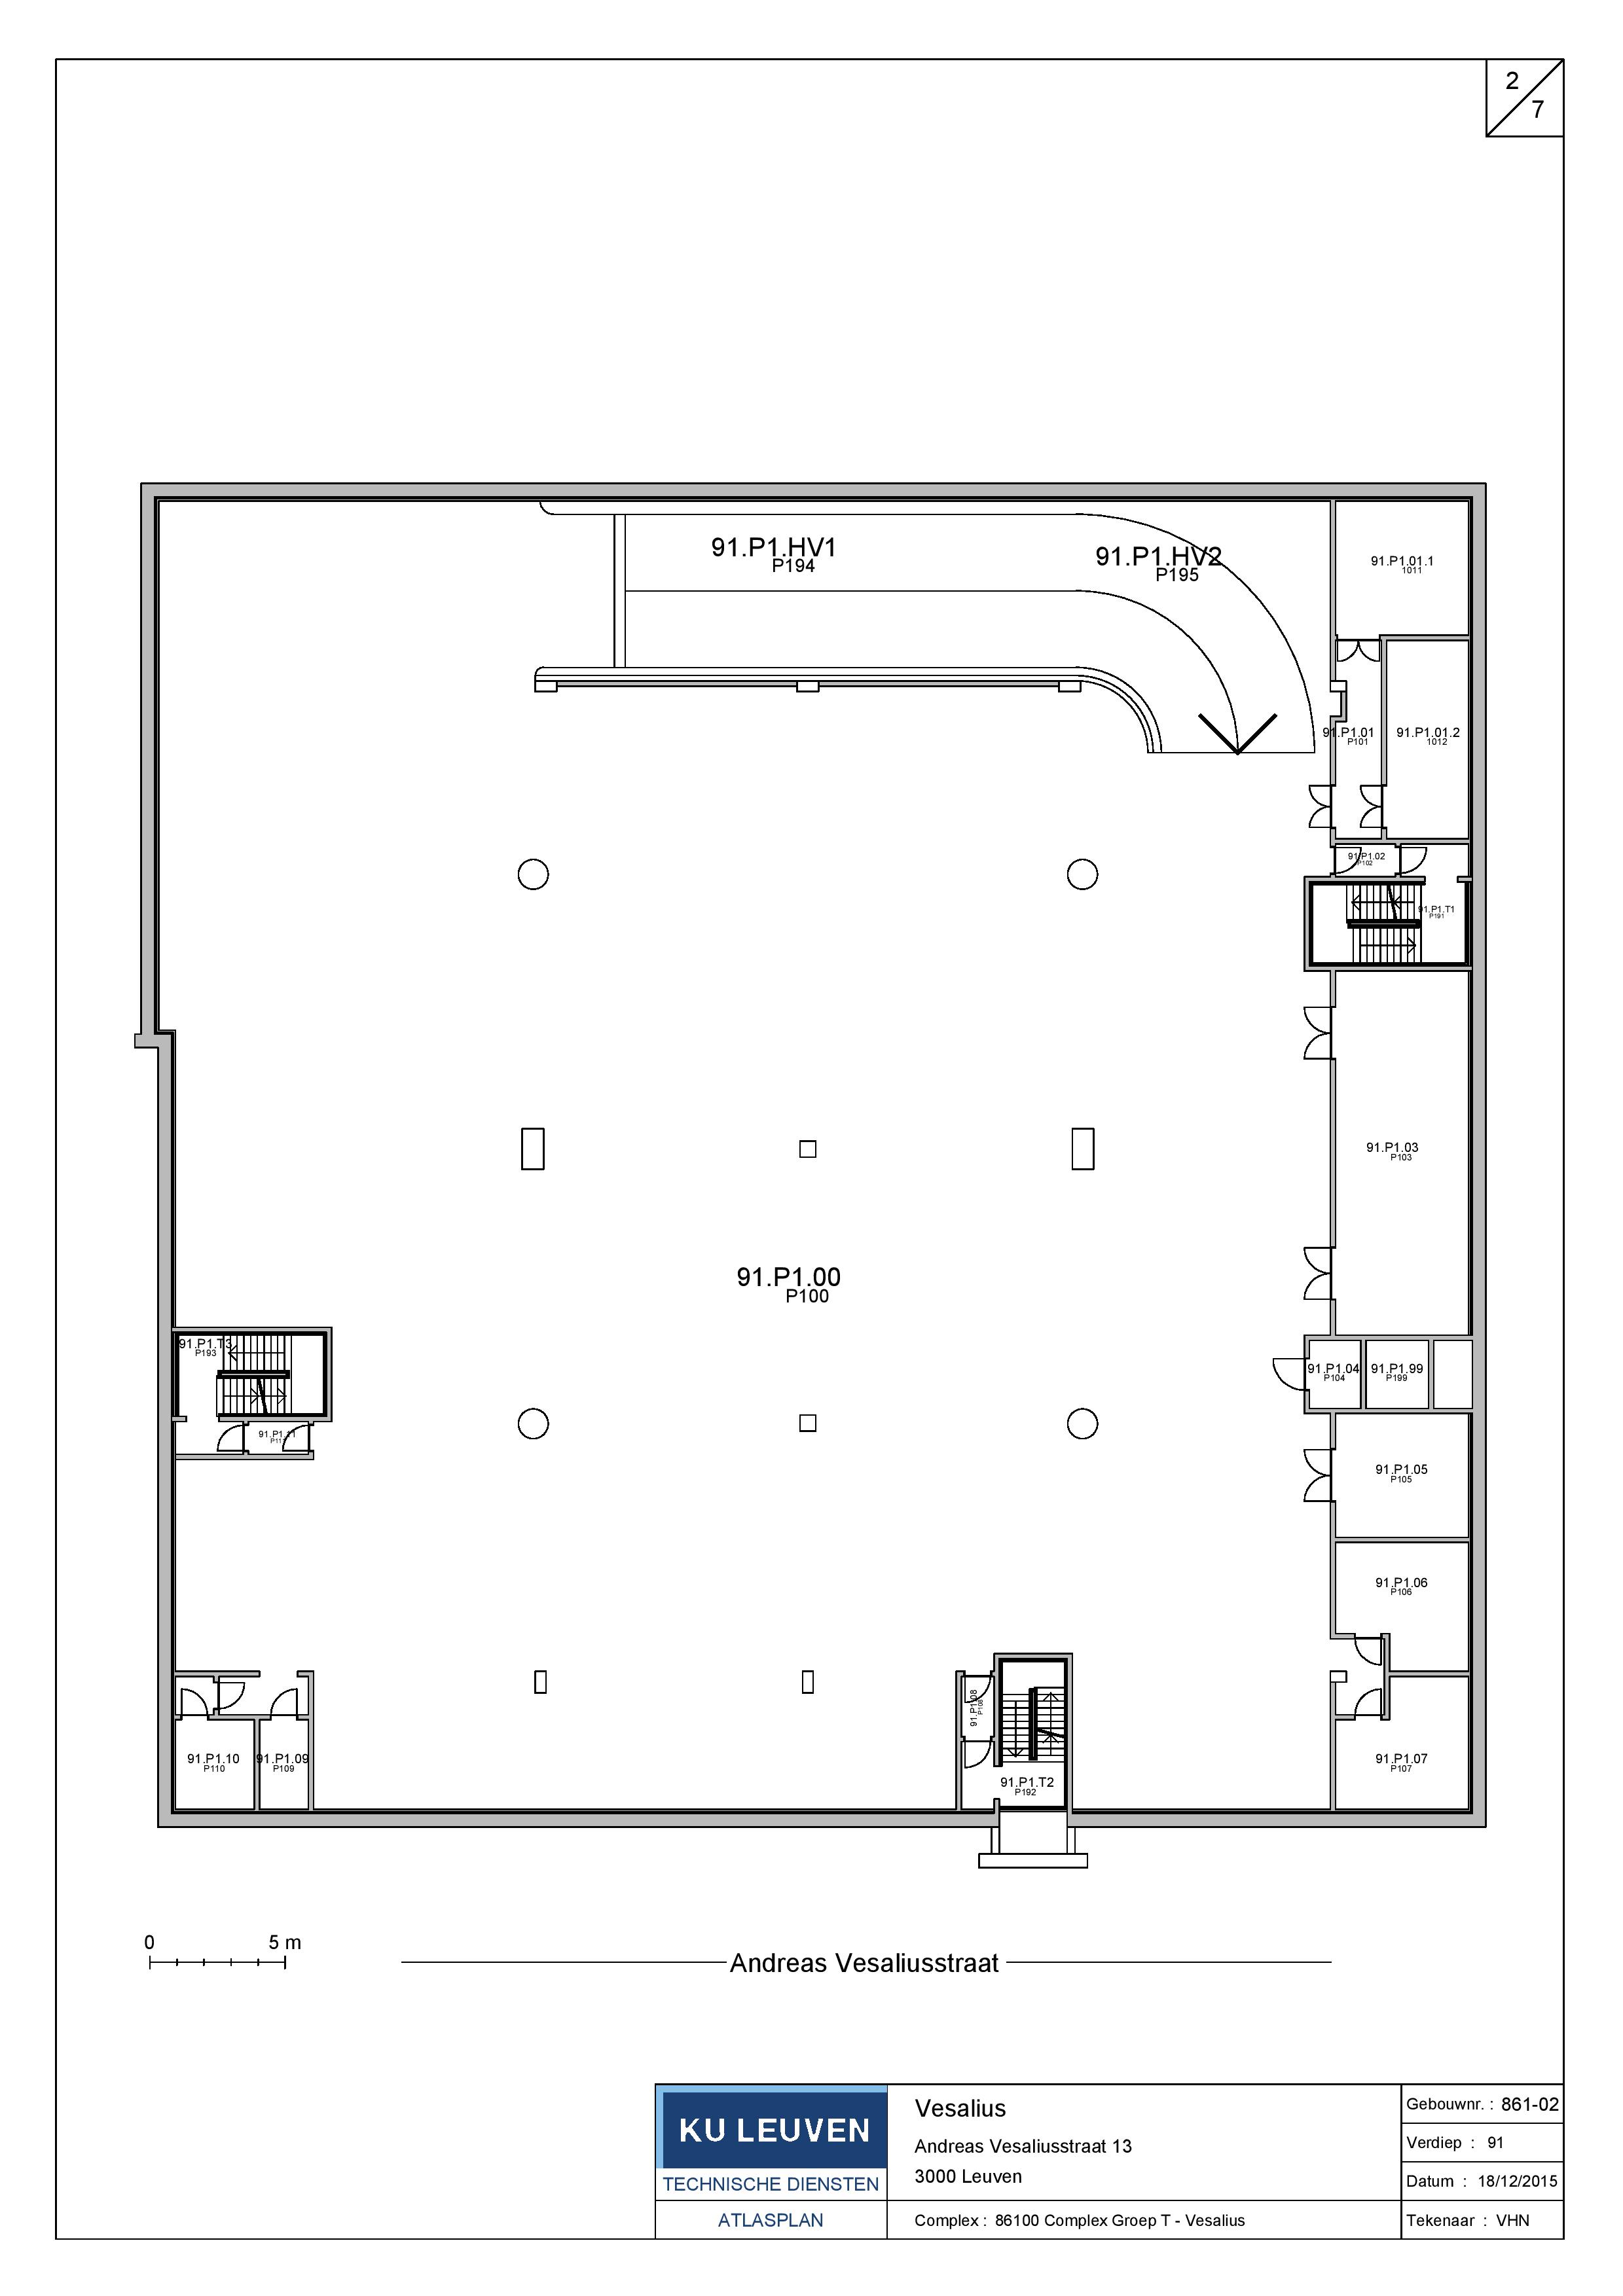 2
7
91.P1.HV1
P194
91.P1.HV2
P195
91.P1.01.1
1011
91.P1.01
P101
91.P1.01.2
1012
91.P1.02
P102
91.P1.T1
P191
91.P1.03
P103
91.P1.00
P100
91.P1.T3
P193
91.P1.04
P104
91.P1.99
P199
91.P1.11
91.P1.05
P105
91.P1.06
P106
91.P1.08
P108
91.P1.10
P110
91.P1.09
P109
91.P1.T2
P192
91.P1.07
P107
0 5 m
Andreas Vesaliusstraat
KU LEUVEN
TECHNISCHE DIENSTEN
ATLASPLAN
Vesalius
Andreas Vesaliusstraat 13
3000 Leuven
Complex : 86100 Complex Groep T - Vesalius
Gebouwnr. : 861-02
Verdiep : 91
Datum : 18/12/2015
Tekenaar : VHN